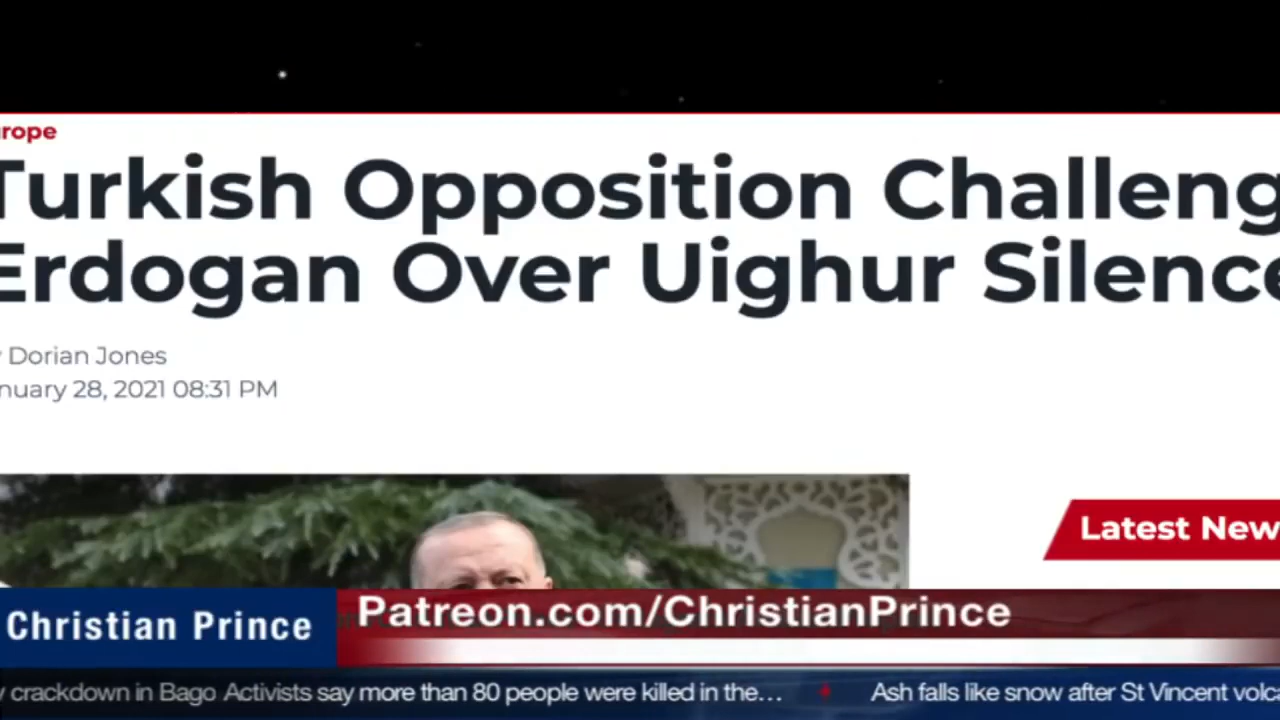 rope
Turkish Opposition Challeng
Erdogan Over Uighur Silence
Dorian Jones
nuary 28, 2021 08:31 PM
Latest New
Christian Prince
Patreon.com/ChristianPrince
crackdown in Bago Activists say more than 80 people were killed in the… Ash falls like snow after St Vincent volc